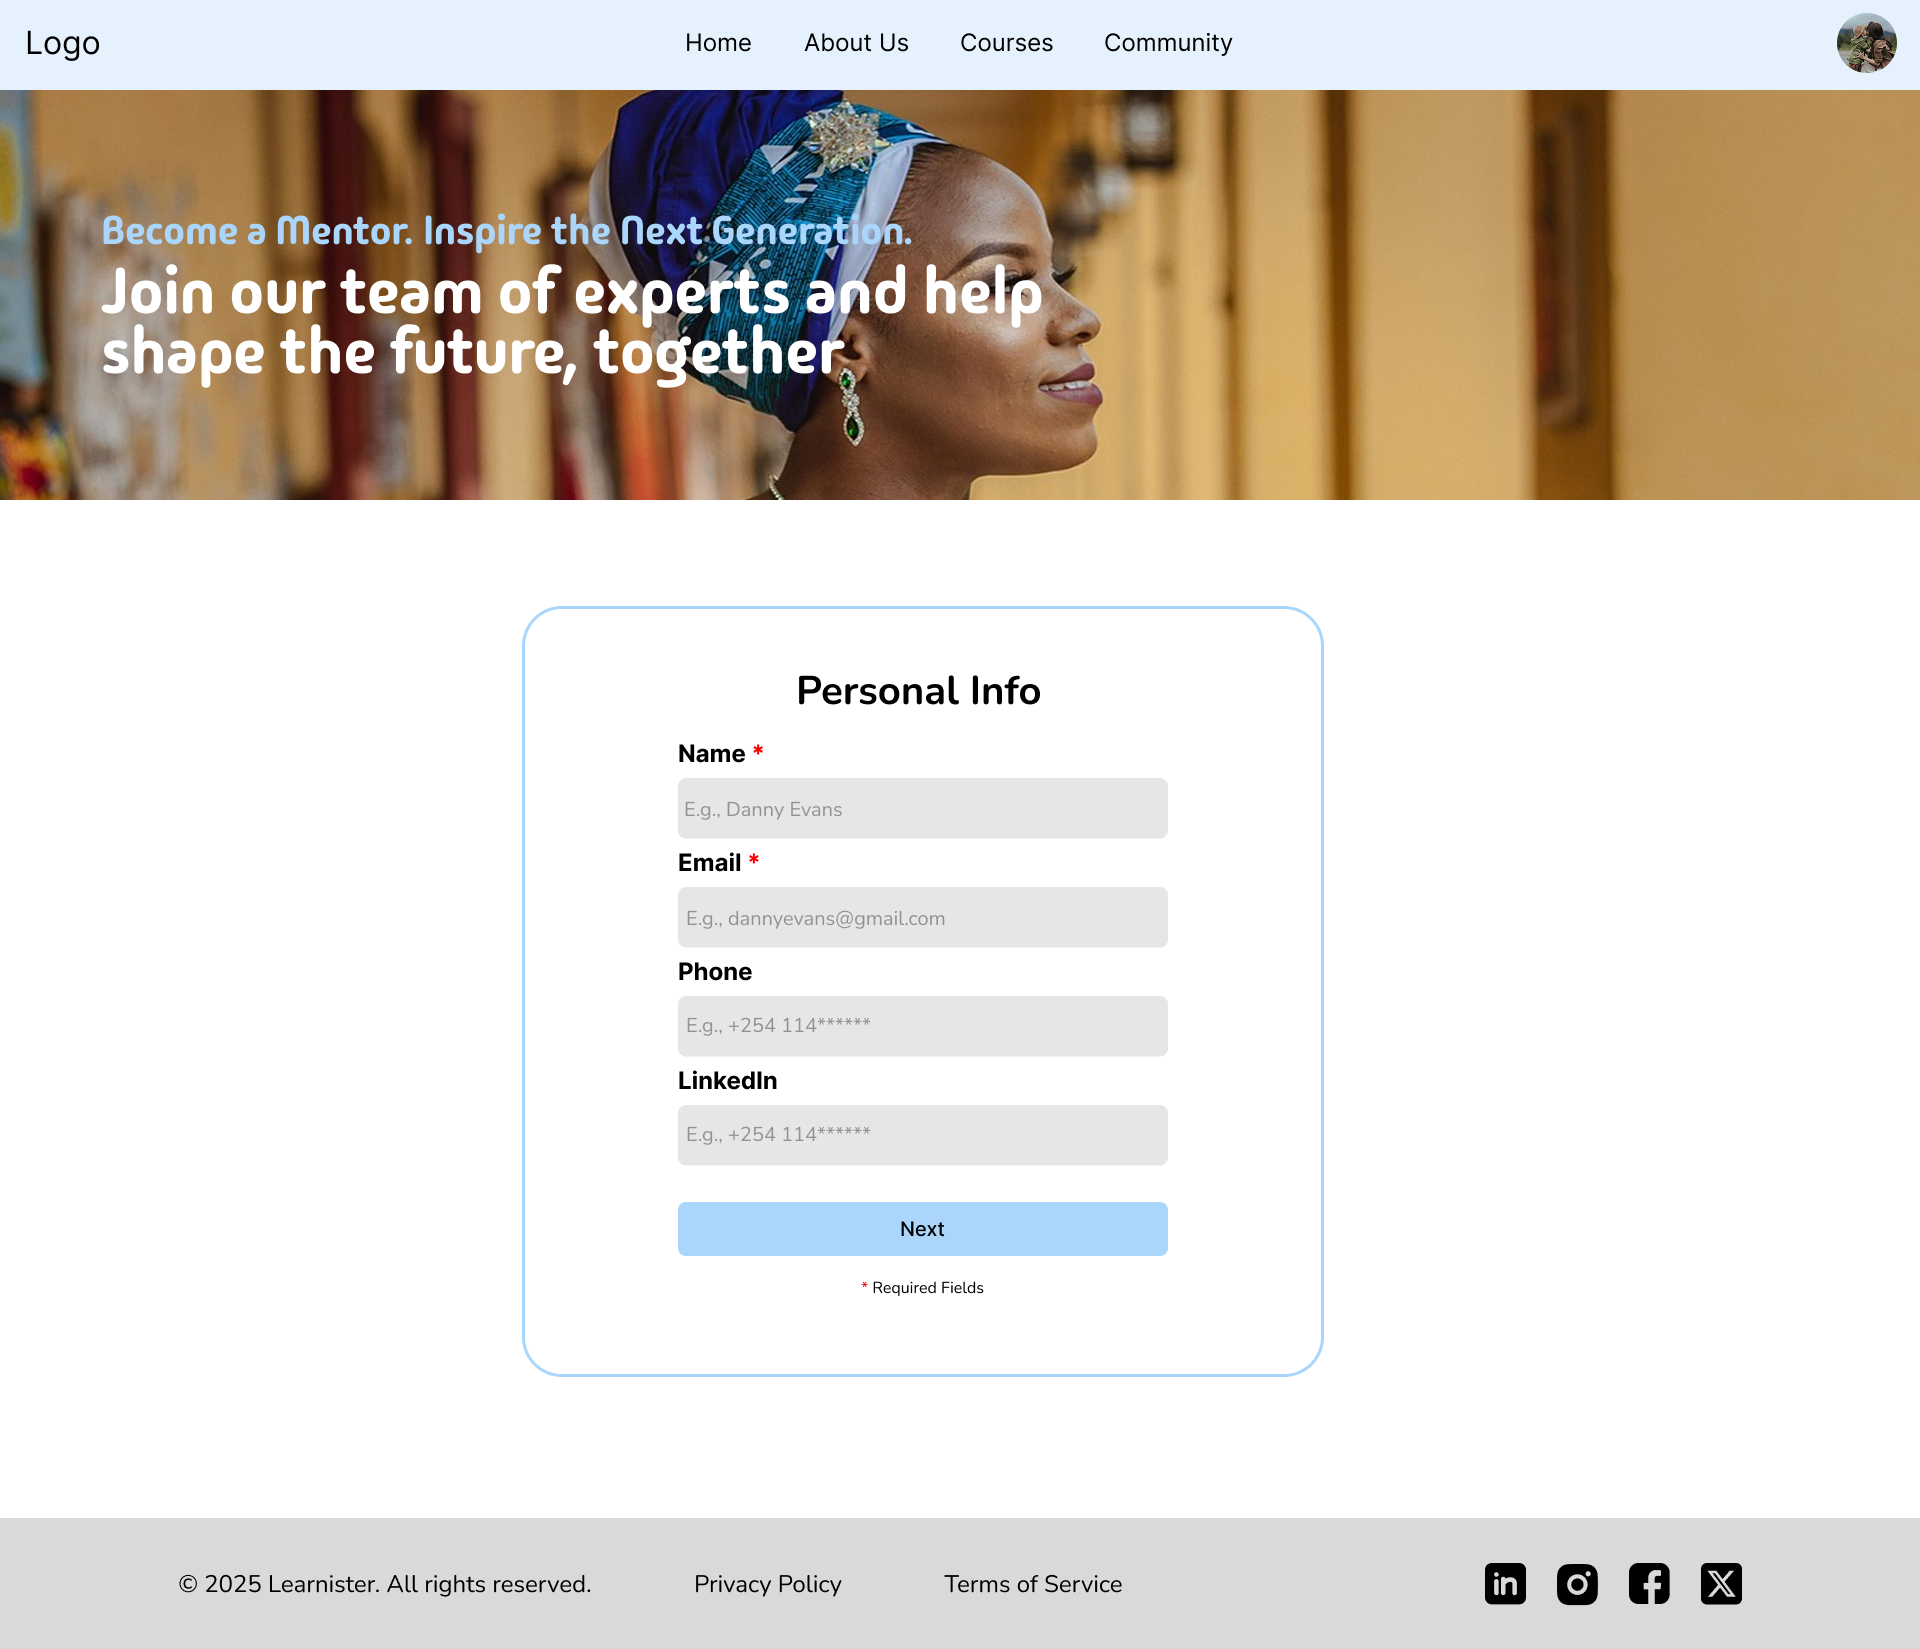 Logo
Home About Us Courses Community
Become a Mentor. Inspire the Next Generation.
Join our team of experts and help
shape the future, together
Personal Info
Name *
E.g., Danny Evans
Email *
E.g., dannyevans@gmail.com
Phone
E.g., +254 114******
LinkedIn
E.g., +254 114******
Next
* Required Fields
© 2025 Learnister. All rights reserved. Privacy Policy Terms of Service